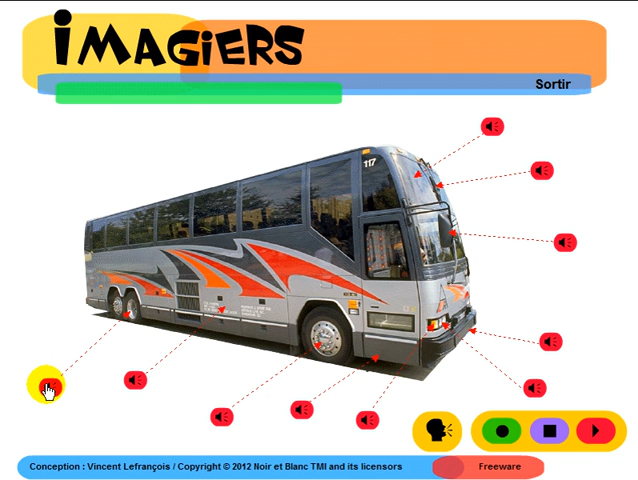 iMAGiERS
Sortir
117
Conception : Vincent Lefrançois / Copyright © 2012 Noir et Blanc TMI and its licensors
Freeware